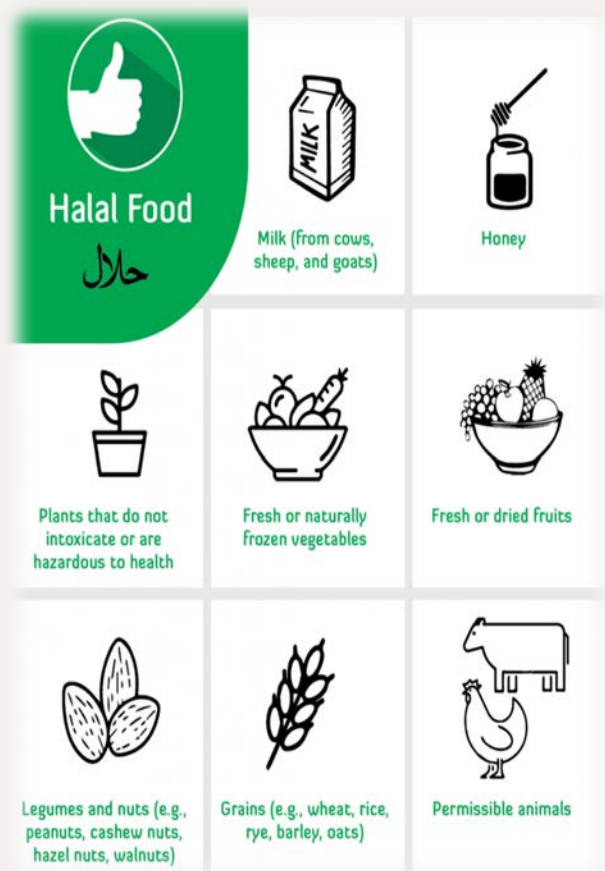 Halal Food
حلال
MILK
Milk (from cows,
sheep, and goats)
Honey
Plants that do not
intoxicate or are
hazardous to health
Fresh or naturally
frozen vegetables
Fresh or dried fruits
Legumes and nuts (e.g.,
peanuts, cashew nuts,
hazel nuts, walnuts)
Grains (e.g., wheat, rice,
rye, barley, oats)
Permissible animals